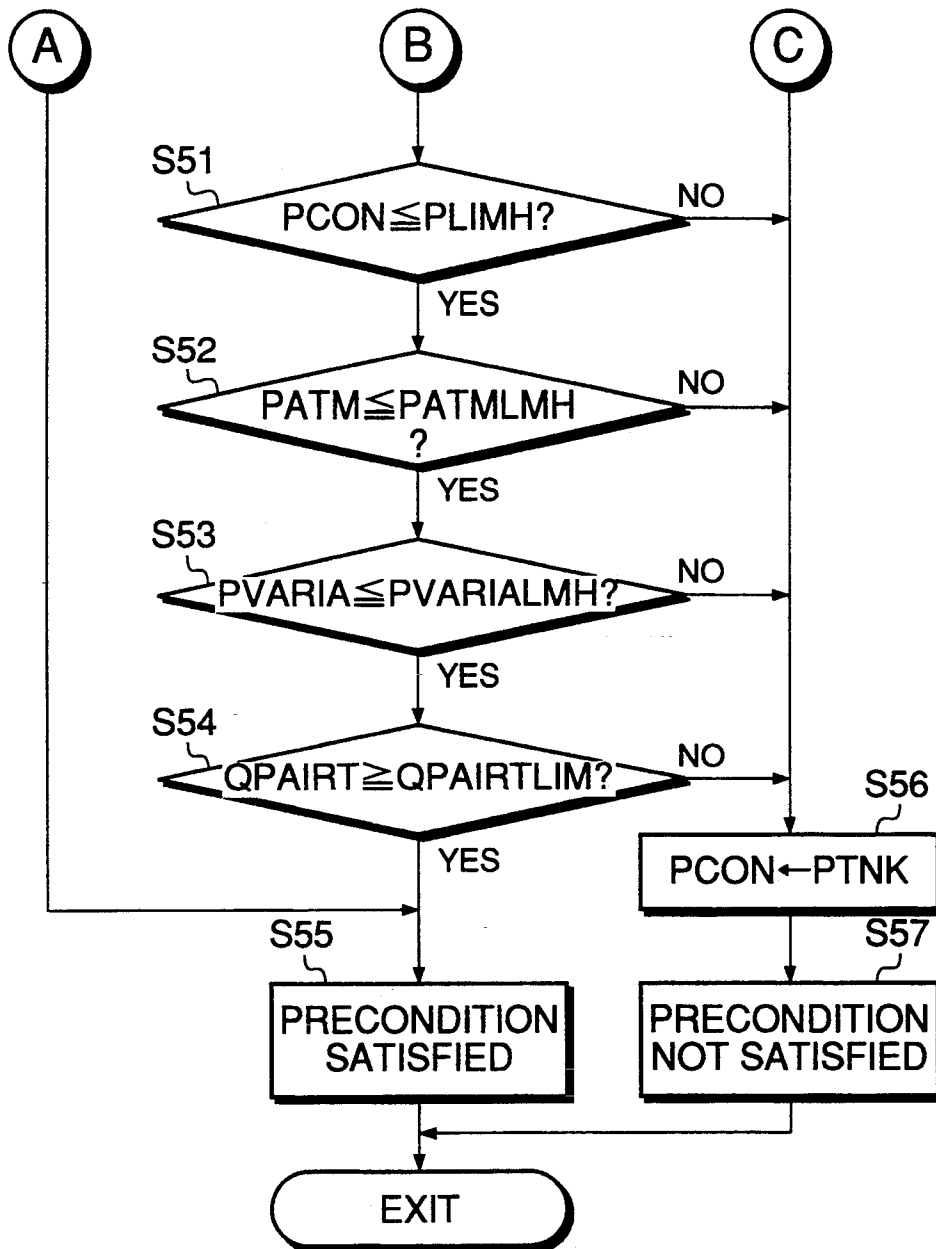 A
B
C
S51
PCON≦PLIMH?
NO
YES
S52
PATM≦PATMLMH
?
NO
YES
S53
PVARIA≦PVARIALMH?
NO
YES
S54
QPAIRT≧QPAIRTLIM?
NO
YES
S56
PCON←PTNK
S55
PRECONDITION
SATISFIED
S57
PRECONDITION
NOT SATISFIED
EXIT